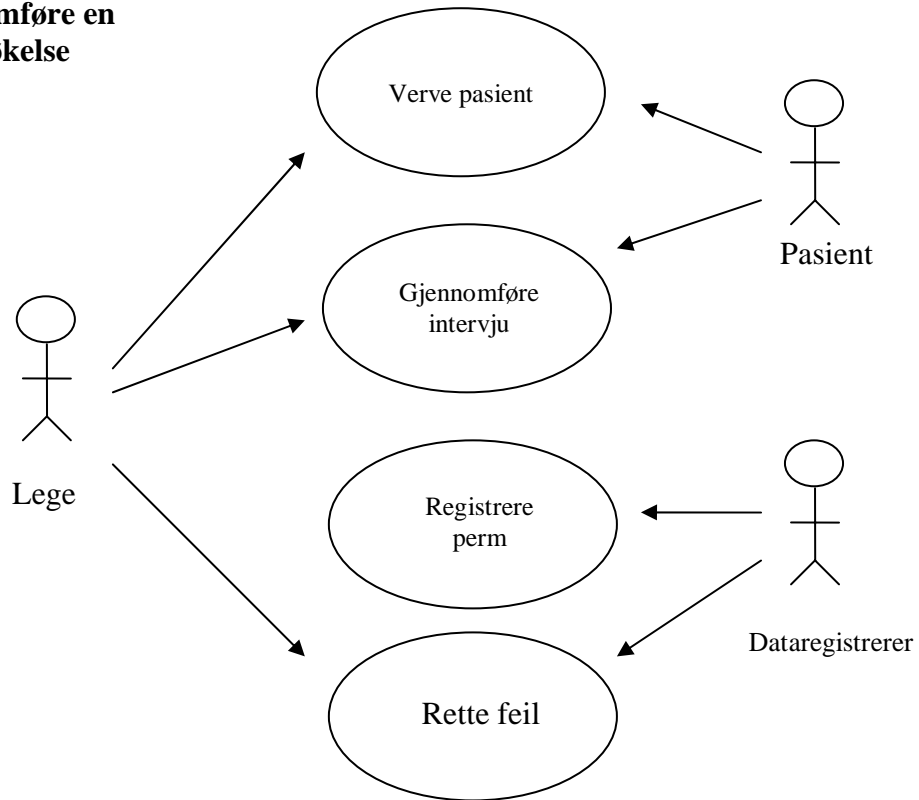 mføre en
økelse
Verve pasient
Pasient
Gjennomføre
intervju
Lege
Registrere
perm
Dataregistrerer
Rette feil